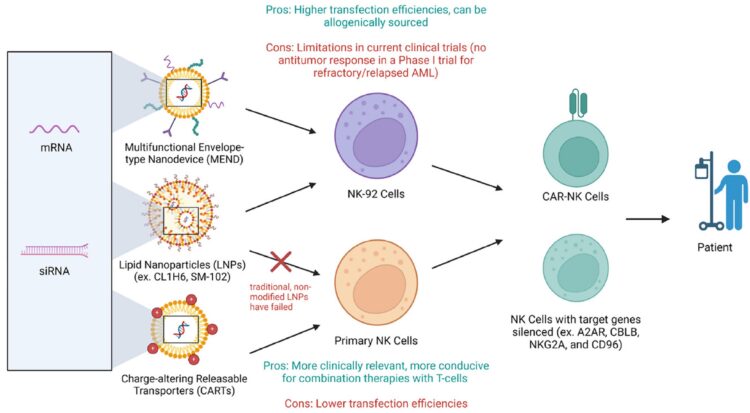 Pros: Higher transfection efficiencies, can be
allogenically sourced
Cons: Limitations in current clinical trials (no
antitumor response in a Phase I trial for
refractory/relapsed AML)
mRNA
siRNA
Multifunctional Envelope-
type Nanodevice (MEND)
Lipid Nanoparticles (LNPs)
(ex. CL1H6, SM-102)
traditional, non-
modified LNPs
have failed
Charge-altering Releasable
Transporters (CARTs)
NK-92 Cells
Primary NK Cells
Pros: More clinically relevant, more conducive
for combination therapies with T-cells
Cons: Lower transfection efficiencies
CAR-NK Cells
NK Cells with target genes
silenced (ex. A2AR, CBLB,
NKG2A, and CD96)
Patient